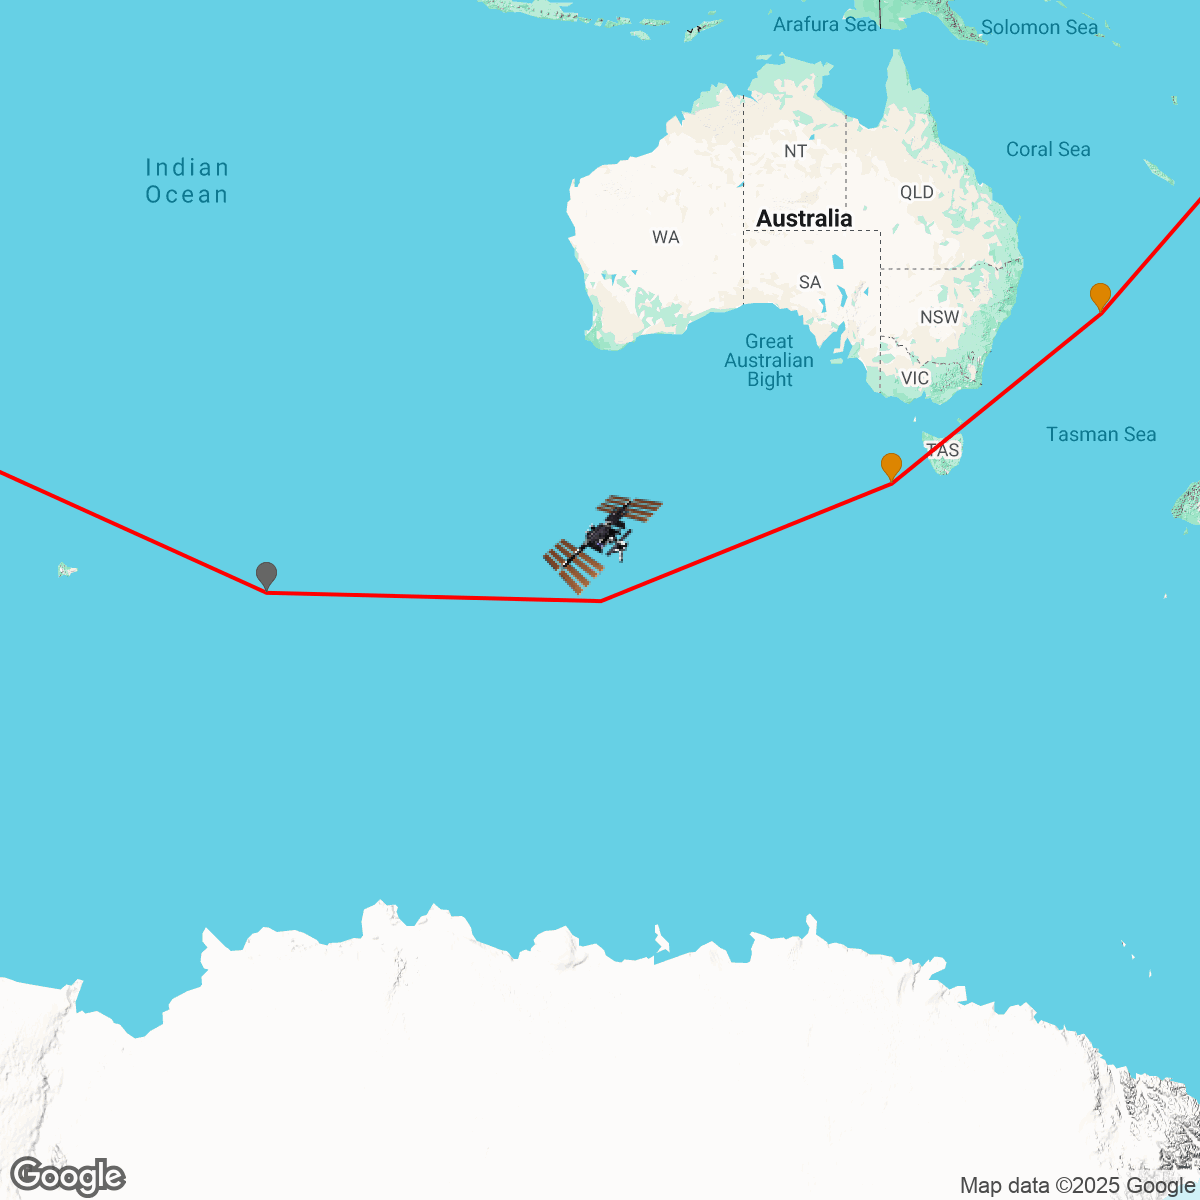 Arafura Sea
Solomon Sea
Coral Sea
Indian
Ocean
NT
QLD
Australia
WA
SA
NSW
Great
Australian
Bight
VIC
TAS
Tasman Sea
Google
Map data ©2025 Google